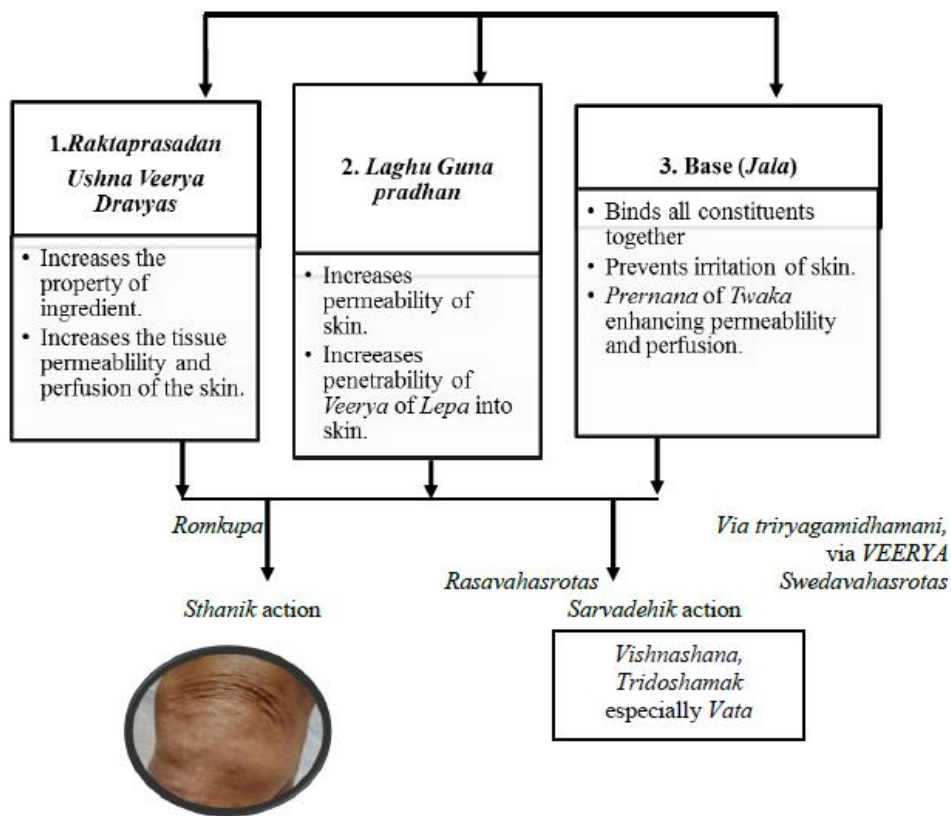 1.Raktaprasadan
Ushna Veerya
Dravyas
• Increases the
property of
ingredient.
• Increases the tissue
permeablility and
perfusion of the skin.
2. Laghu Guna
pradhan
• Increases
permeability of
skin.
• Increeases
penetrability of
Veerya of Lepa into
skin.
3. Base (Jala)
• Binds all constituents
together
• Prevents irritation of skin.
• Prernana of Twaka
enhancing permeablility
and perfusion.
Romkupa
Sthanik action
Rasavahasrotas
Sarvadehik action
Via triryagamidhamani,
via VEERYA
Swedavahasrotas
Vishnashana,
Tridoshamak
especially Vata